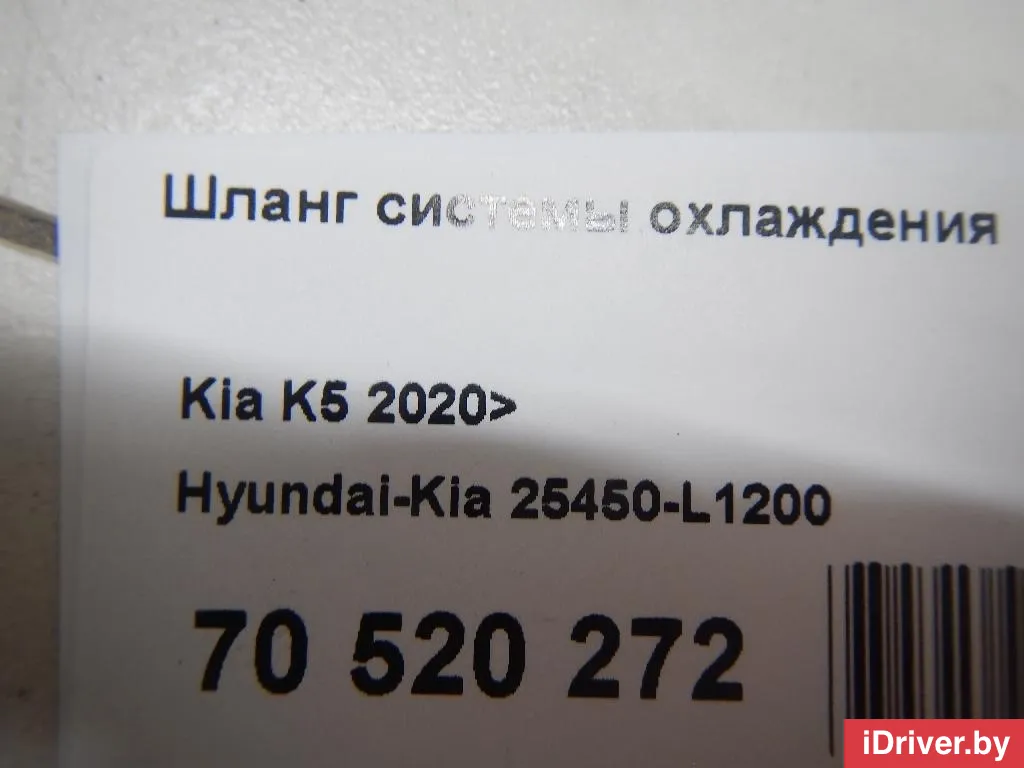 Шланг системы охлаждения
Kia K5 2020>
Hyundai-Kia 25450-L1200
70 520 272
iDriver.by